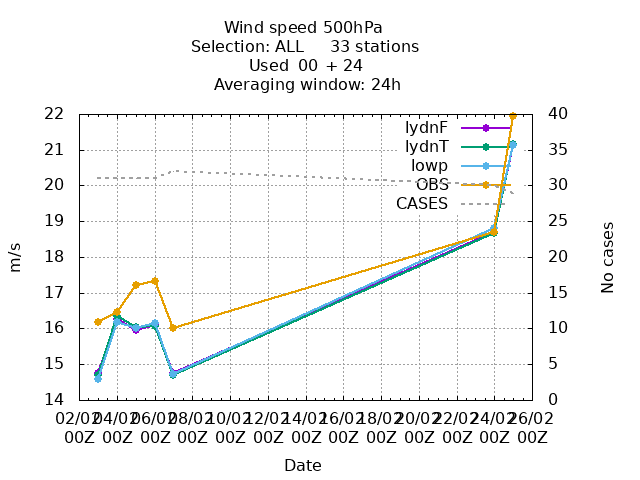 Wind speed 500hPa
Selection: ALL 33 stations
Used 00 + 24
Averaging window: 24h
22 40
21 35
20 30
19 25
18 20
17 15
16 10
15 5
14 0
lydnF
lydnT
lowp
OBS
CASES
m/s
No cases
02/02 04/02 06/02 08/02 10/02 12/02 14/02 16/02 18/02 20/02 22/02 24/02 26/02
00Z 00Z 00Z 00Z 00Z 00Z 00Z 00Z 00Z 00Z 00Z 00Z 00Z
Date